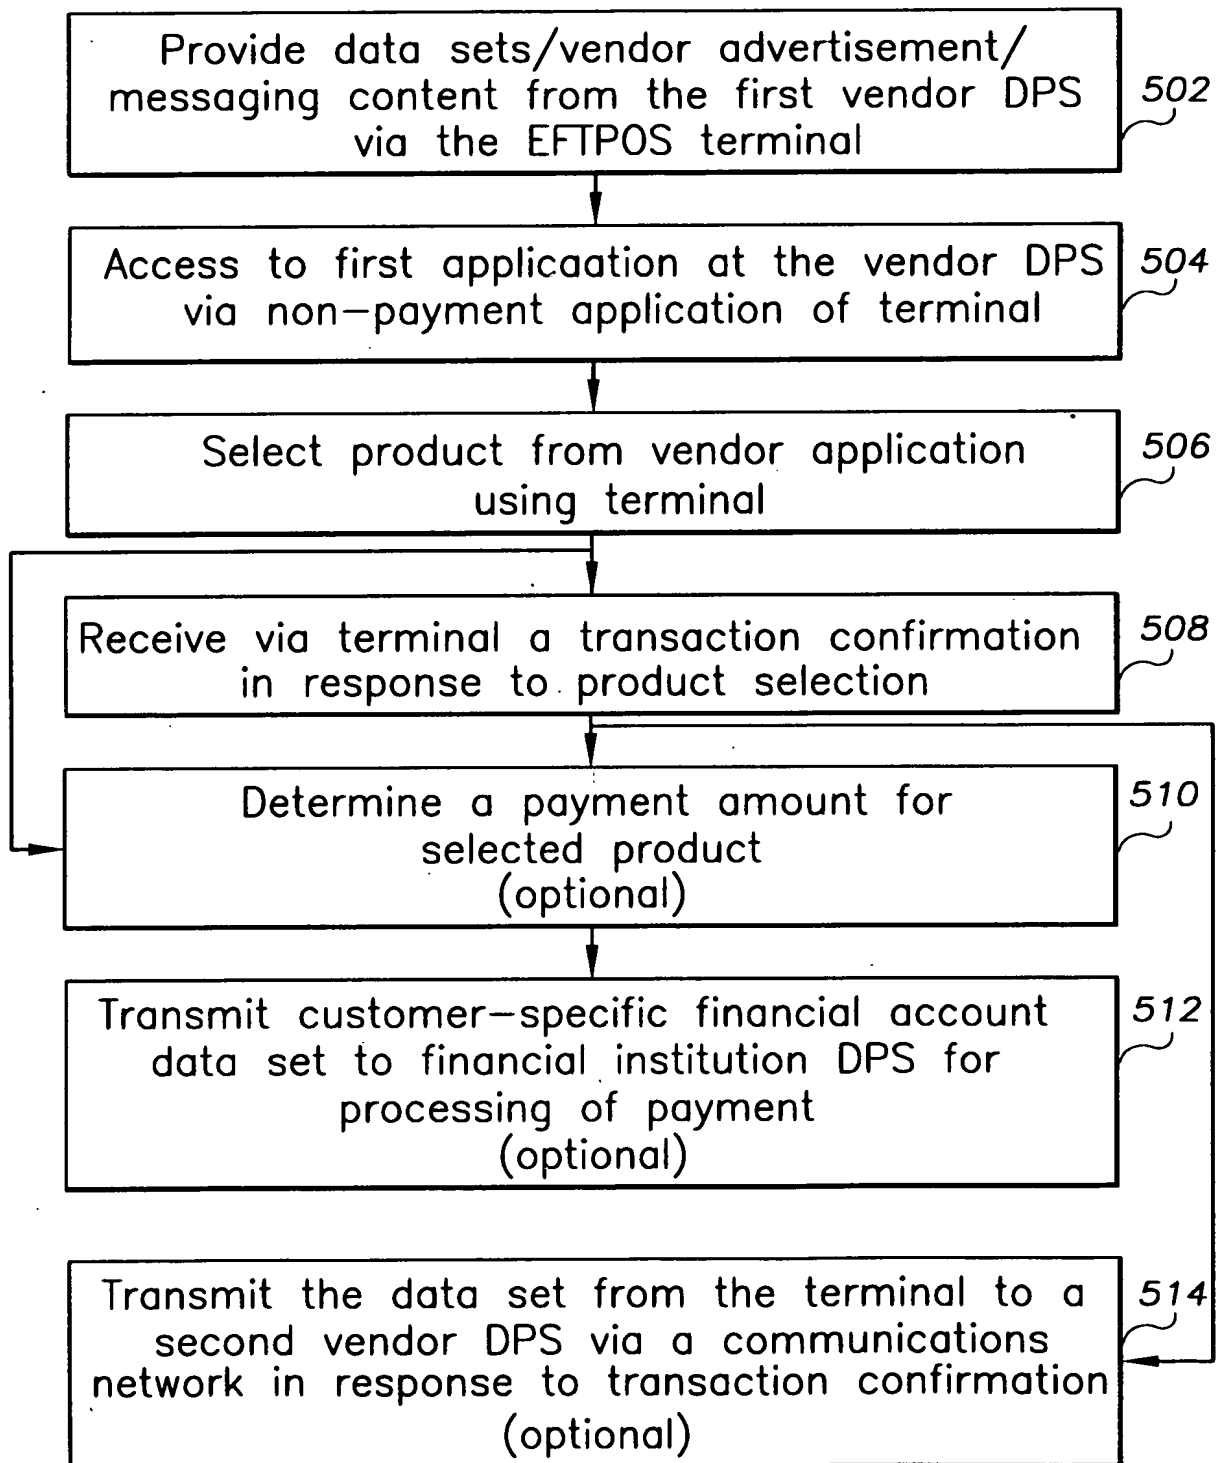 Provide data sets/vendor advertisement/
messaging content from the first vendor DPS
via the EFTPOS terminal
502
Access to first applicaation at the vendor DPS
via non-payment application of terminal
504
Select product from vendor application
using terminal
506
Receive via terminal a transaction confirmation
in response to product selection
508
Determine a payment amount for
selected product
(optional)
510
Transmit customer-specific financial account
data set to financial institution DPS for
processing of payment
(optional)
512
Transmit the data set from the terminal to a
second vendor DPS via a communications
network in response to transaction confirmation
(optional)
514